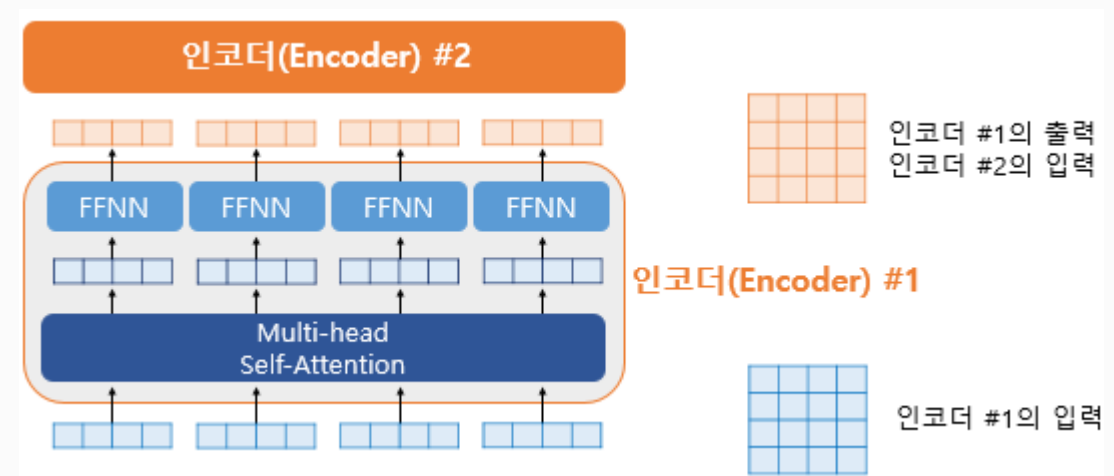 인코더(Encoder) #2
인코더 #1의 출력
인코더 #2의 입력
FFNN FFNN FFNN FFNN
인코더(Encoder) #1
Multi-head
Self-Attention
인코더 #1의 입력